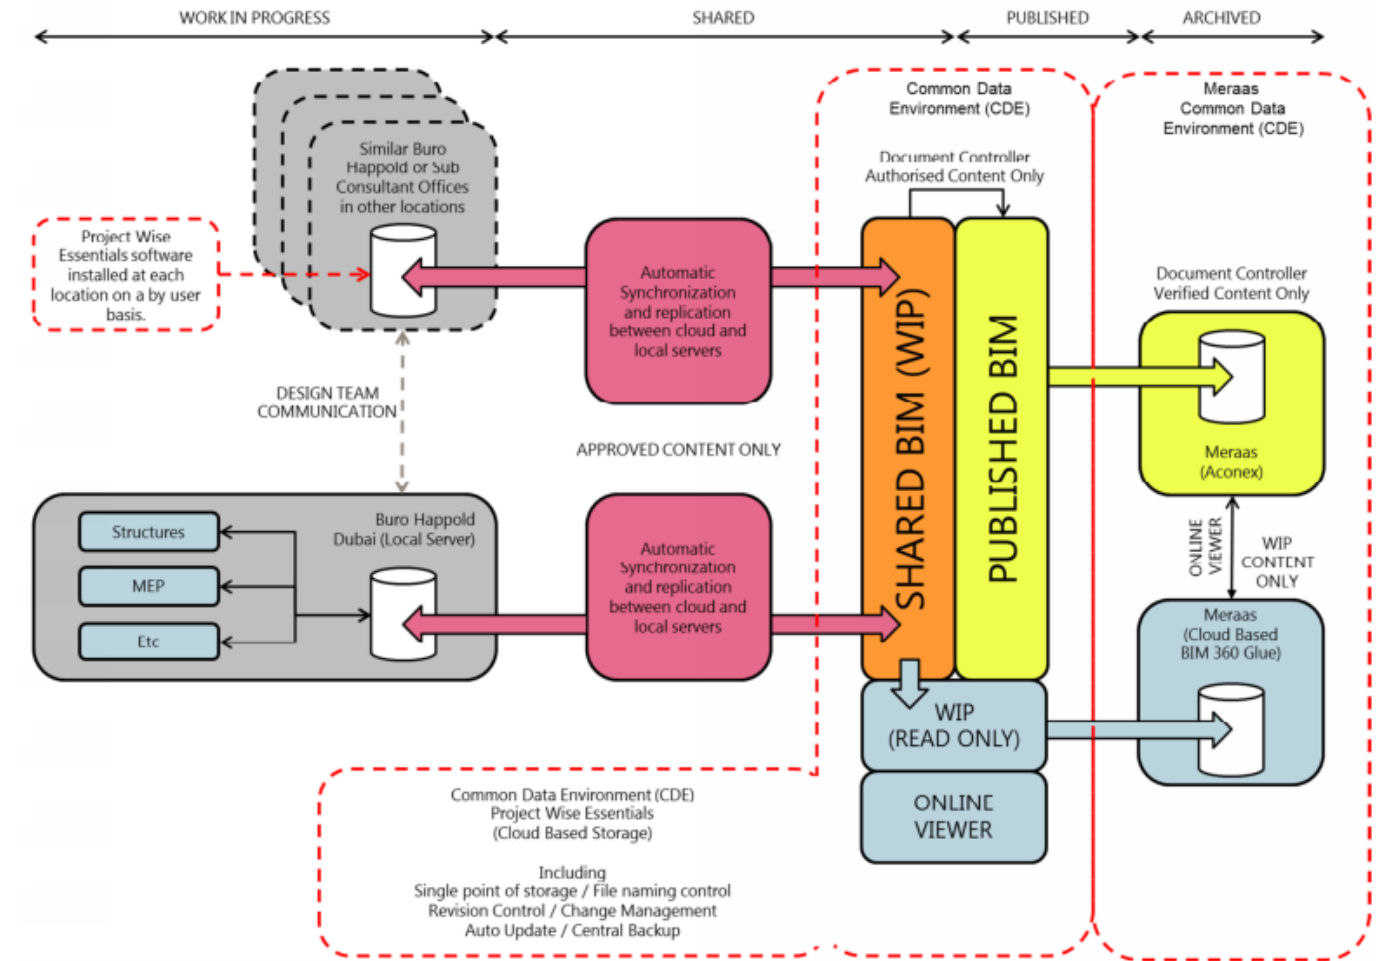 WORK IN PROGRESS
SHARED
PUBLISHED
ARCHIVED
Common Data
Environment (CDE)
Meraas
Common Data
Environment (CDE)
Similar Buro
Happold or Sub
Consultant Offices
in other locations
Document Controller
Authorised Content Only
Project Wise
Essentials software
installed at each
location on a by user
basis.
Automatic
Synchronization
and replication
between cloud and
local servers
SHARED BIM (WIP)
PUBLISHED BIM
Document Controller
Verified Content Only
Meraas
(Aconex)
DESIGN TEAM
COMMUNICATION
APPROVED CONTENT ONLY
Buro Happold
Dubai (Local Server)
Structures
MEP
Etc
Automatic
Synchronization
and replication
between cloud and
local servers
ONLINE
VIEWER
WIP
CONTENT
ONLY
Meraas
(Cloud Based
BIM 360 Glue)
WIP
(READ ONLY)
ONLINE
VIEWER
Common Data Environment (CDE)
Project Wise Essentials
(Cloud Based Storage)
Including
Single point of storage / File naming control
Revision Control / Change Management
Auto Update / Central Backup